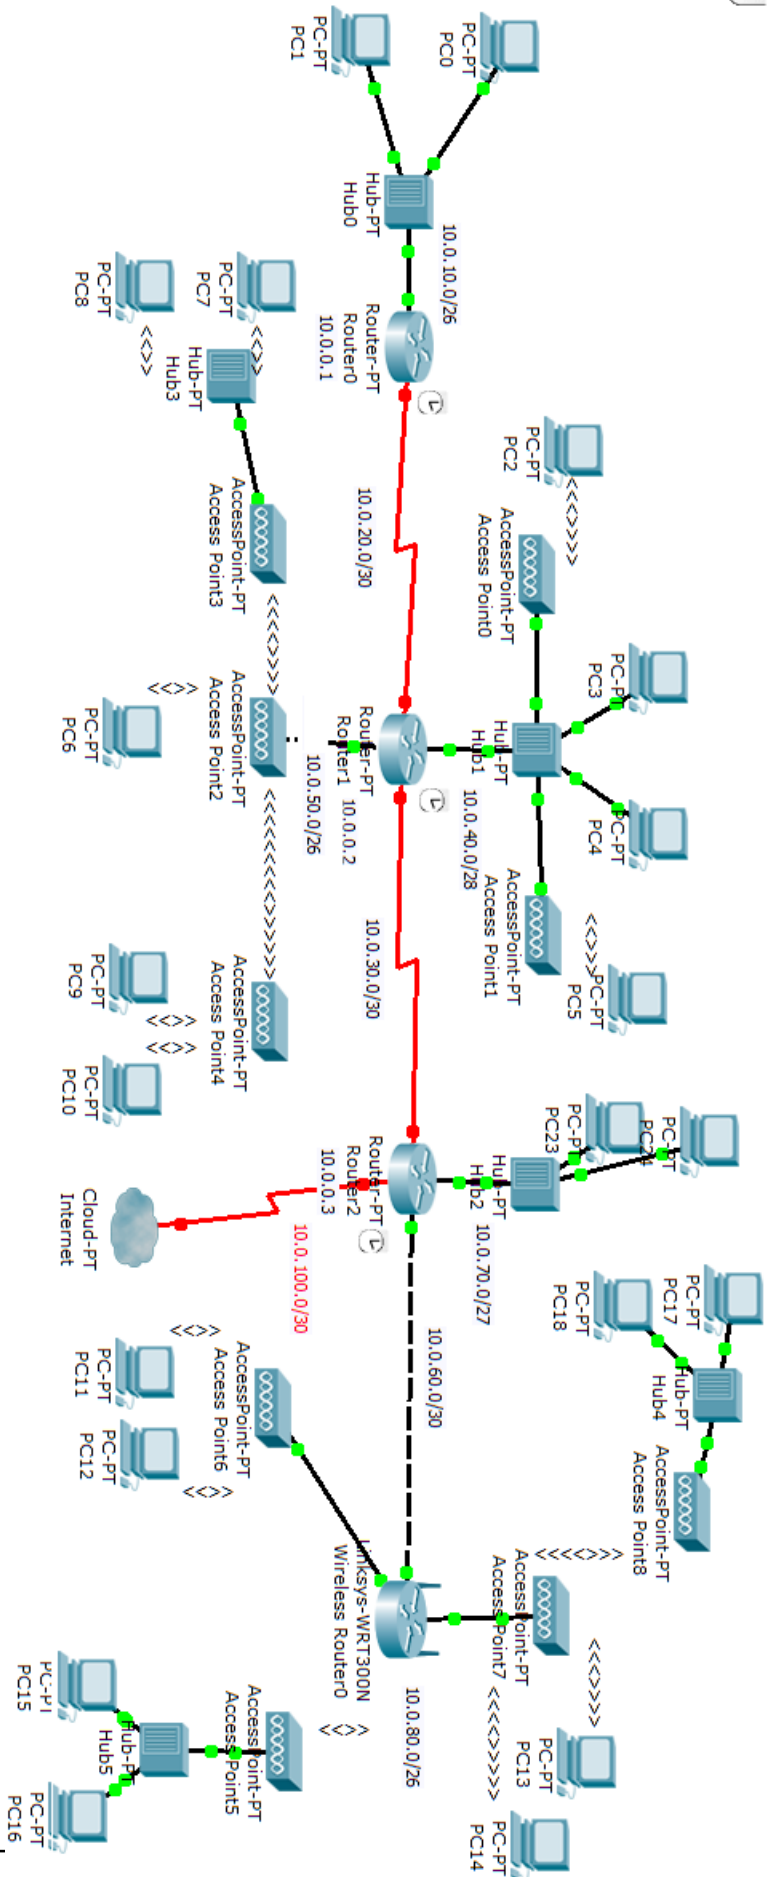 PC-PT
PC1
PC-PT
PC0
Hub-PT
Hub0
10.0.10.0/26
Router-PT
Router0
10.0.0.1
PC-PT
PC8
PC-PT
PC7
<<>>
<<>>
Hub-PT
Hub3
AccessPoint-PT
Access Point3
10.0.20.0/30
PC-PT
PC2
<<<<>>>>
AccessPoint-PT
Access Point0
PC-PT
PC3
PC-PT
PC4
Hub-PT
Hub1
10.0.40.0/28
AccessPoint-PT
Access Point1
<<<>>>
PC-PT
PC5
Router-PT
Router1
10.0.0.2
10.0.50.0/26
<<<<>>>>
AccessPoint-PT
Access Point2
<<>>
PC-PT
PC6
<<<<<<<>>>>>>>
AccessPoint-PT
Access Point4
PC-PT
PC9
<<>>
<<>>
PC-PT
PC10
10.0.30.0/30
Router-PT
Router2
10.0.0.3
PC-PT
PC23
PC-PT
PC24
Hub-PT
Hub2
10.0.70.0/27
Cloud-PT
Internet
10.0.100.0/30
10.0.60.0/30
PC-PT
PC18
PC-PT
PC17
Hub-PT
Hub4
AccessPoint-PT
Access Point8
<<<<>>>>
AccessPoint-PT
Access Point7
<<<>>>>
PC-PT
PC13
<<<<>>>>>
PC-PT
PC14
<<>>
AccessPoint-PT
Access Point6
PC-PT
PC11
PC-PT
PC12
<<>>
Linksys-WRT300N
Wireless Router0
10.0.80.0/26
<<>>
AccessPoint-PT
Access Point5
Hub-PT
Hub5
PC-PT
PC15
PC-PT
PC16